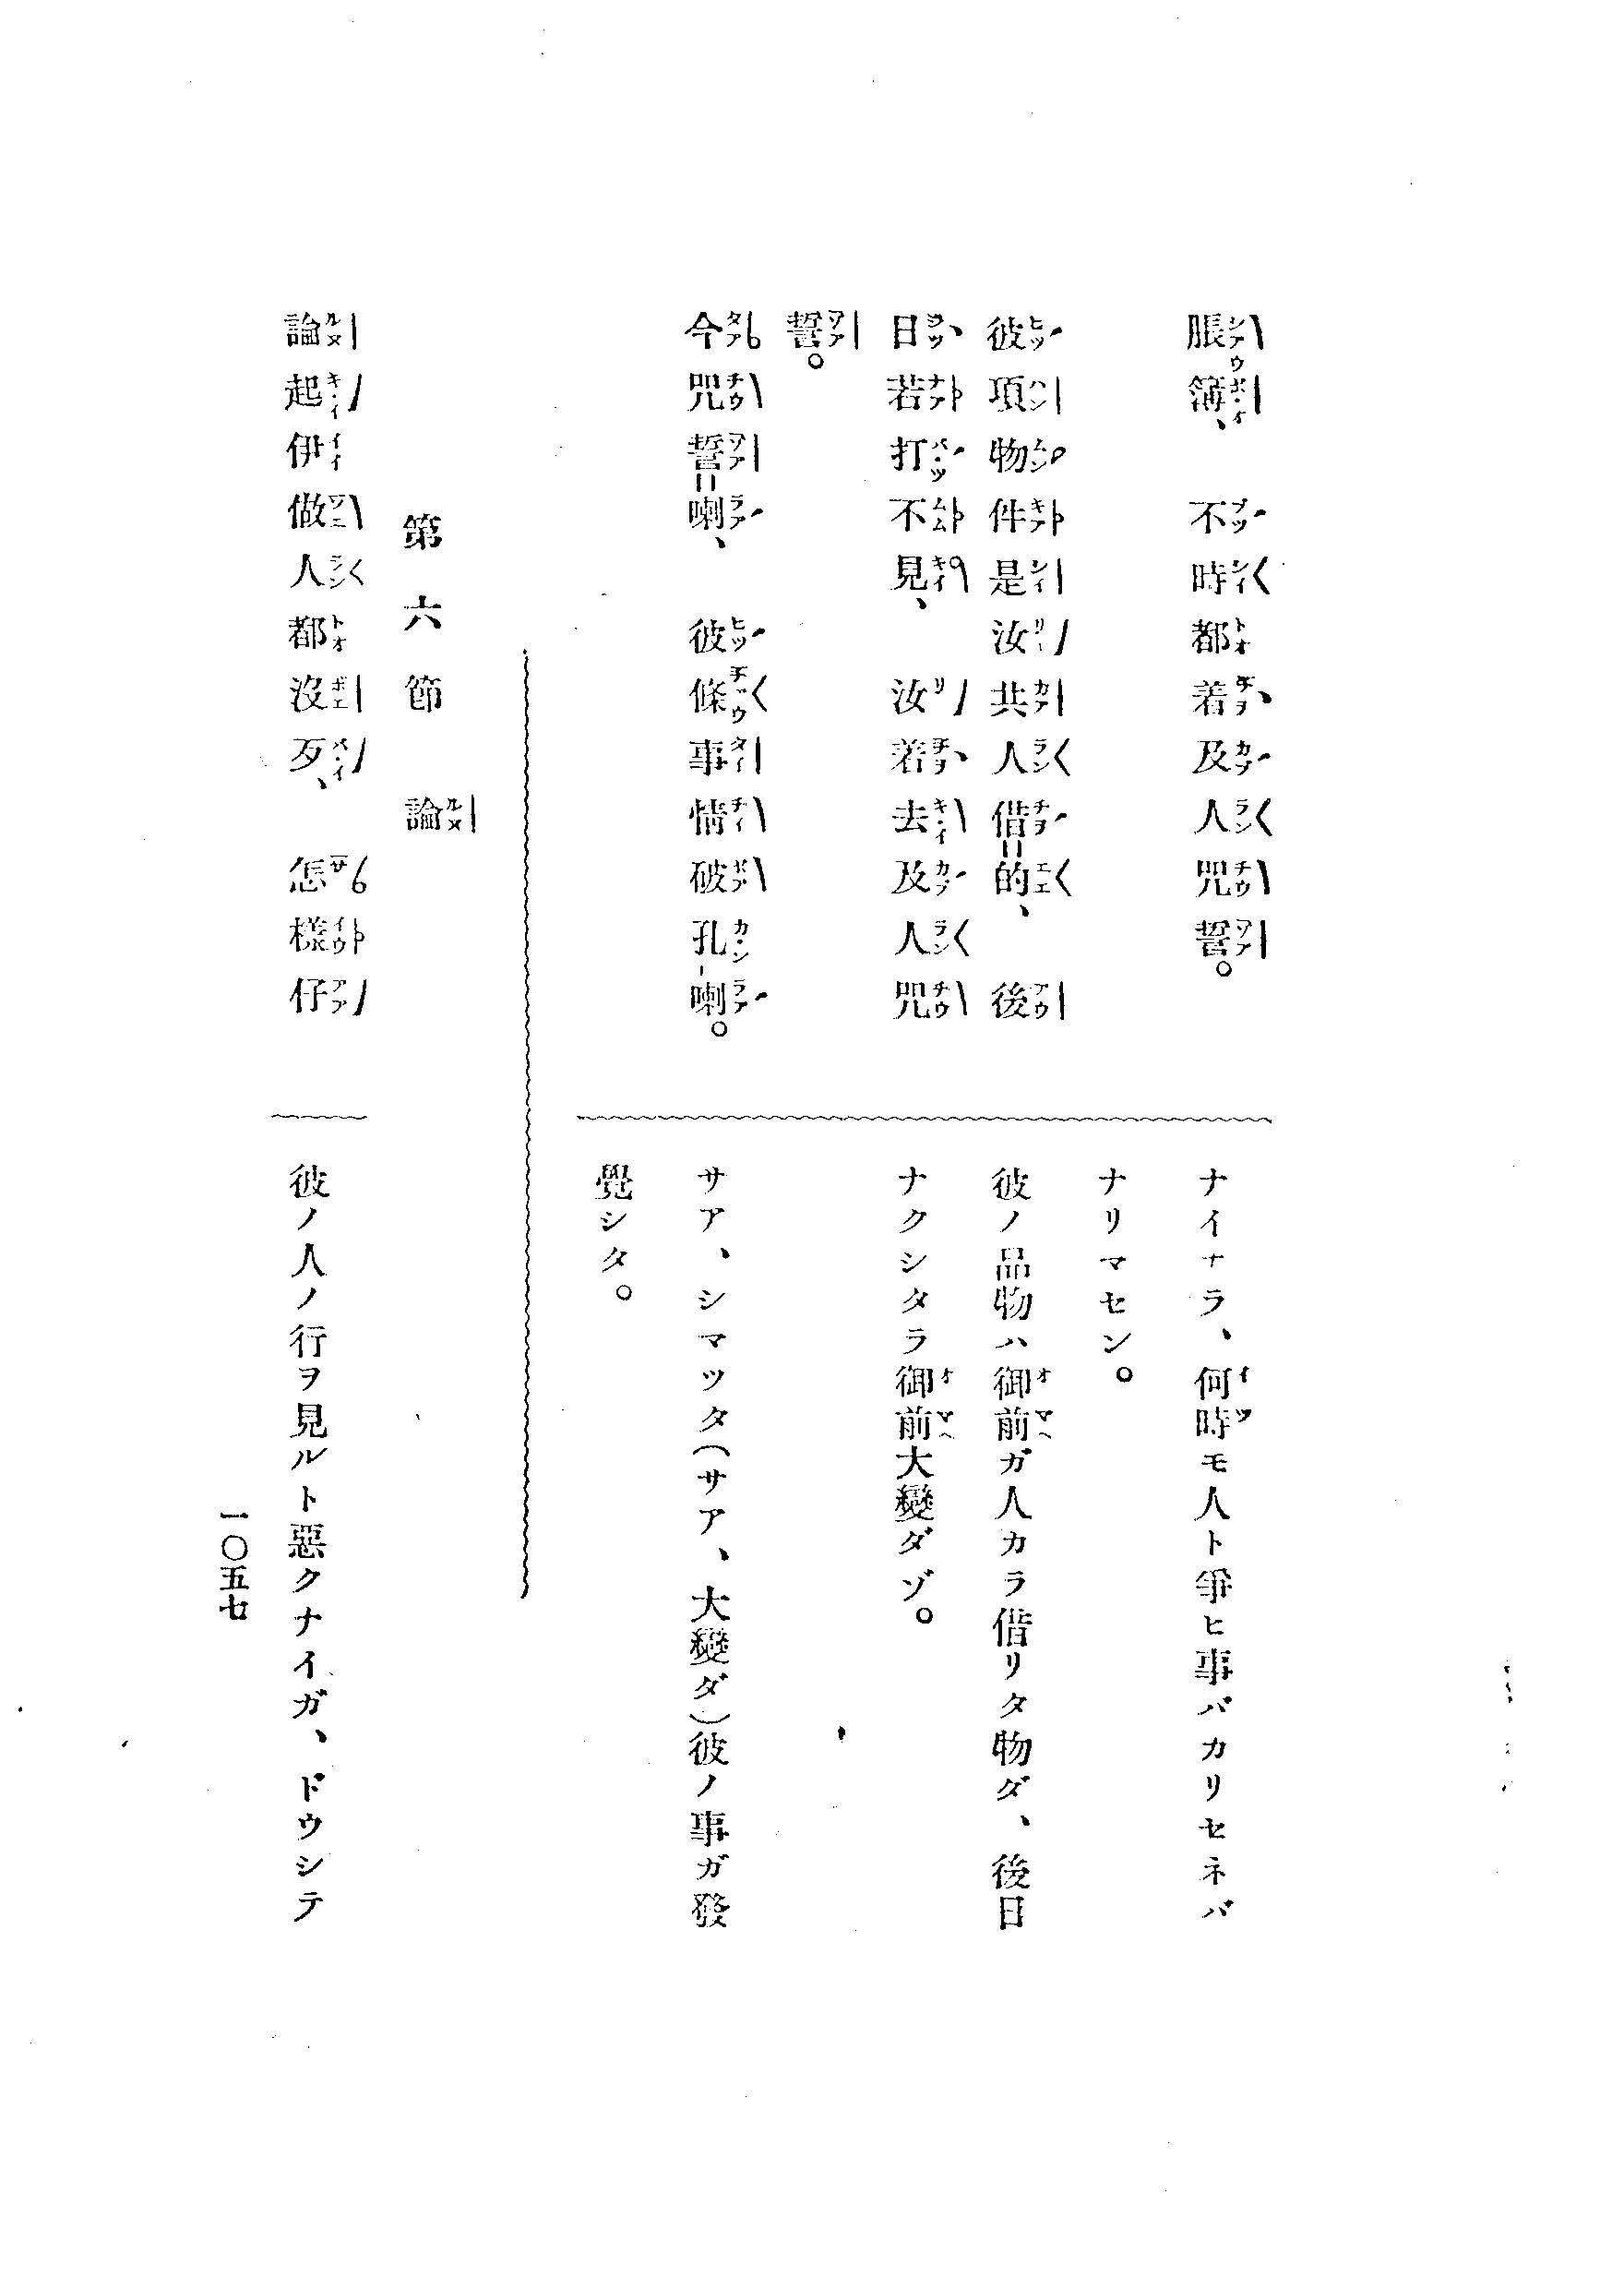 賬簿、不時都着及人咒誓。
ナイナラ、何時モ人ト爭ヒ事バカリセネバ
ナリマセン。
彼項物件是汝共人借=的、後
日若打不見、汝着去及人咒
誓。
彼ノ品物ハ御前ガ人カラ借リタ物ダ、後日
ナクシタラ御前大變ダゾ。
今咒誓=喇、彼條事情破孔-喇。
サア、シマツタ(サア、大變ダ)彼ノ事ガ發
覺シタ。
第六節 論
論起伊做人都沒歹、怎樣仔
彼ノ人ノ行ヲ見ルト惡クナイガ、ドウシテ
一〇五七